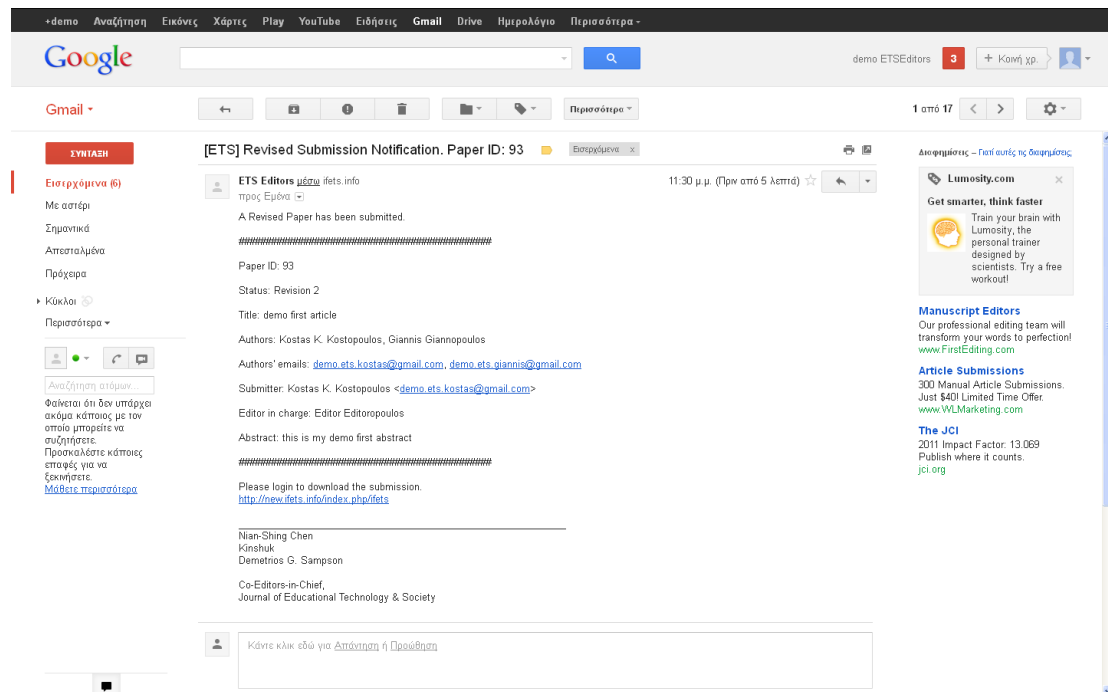 +demo Αναζήτηση Εικόνες Χάρτες Play YouTube Ειδήσεις Gmail Drive Ημερολόγιο Περισσότερα
Google
demo ETSEditors 3 + Κοινή χρ.
Gmail
Περισσότερα
1 από 17
ΣΥΝΤΑΞΗ
Εισερχόμενα (6)
Με αστέρι
Σημαντικά
Απεσταλμένα
Πρόχειρα
Κύκλοι
Περισσότερα
Αναζήτηση ατόμων...
Φαίνεται ότι δεν υπάρχει
ακόμα κάποιος με τον
οποίο μπορείτε να
συζητήσετε.
Προσκαλέστε κάποιες
επαφές για να
ξεκινήσετε.
Μάθετε περισσότερα
[ETS] Revised Submission Notification. Paper ID: 93 Εισερχόμενα x
ETS Editors μέσω ifets.info 11:30 μ.μ. (Πριν από 5 λεπτά)
προς Εμένα
A Revised Paper has been submitted.
##################################################
Paper ID: 93
Status: Revision 2
Title: demo first article
Authors: Kostas K. Kostopoulos, Giannis Giannopoulos
Authors' emails: demo.ets.kostas@gmail.com, demo.ets.giannis@gmail.com
Submitter: Kostas K. Kostopoulos <demo.ets.kostas@gmail.com>
Editor in charge: Editor Editoropoulos
Abstract: this is my demo first abstract
##################################################
Please login to download the submission.
http://new.ifets.info/index.php/ifets
Nian-Shing Chen
Kinshuk
Demetrios G. Sampson
Co-Editors-in-Chief,
Journal of Educational Technology & Society
Κάντε κλικ εδώ για Απάντηση ή Προώθηση
Διαφημίσεις – Γιατί αυτές τις διαφημίσεις;
Lumosity.com
Get smarter, think faster
Train your brain with
Lumosity, the
personal trainer
designed by
scientists. Try a free
workout!
Manuscript Editors
Our professional editing team will
transform your words to perfection!
www.FirstEditing.com
Article Submissions
300 Manual Article Submissions.
Just $40! Limited Time Offer.
www.WLMarketing.com
The JCI
2011 Impact Factor: 13.069
Publish where it counts.
jci.org